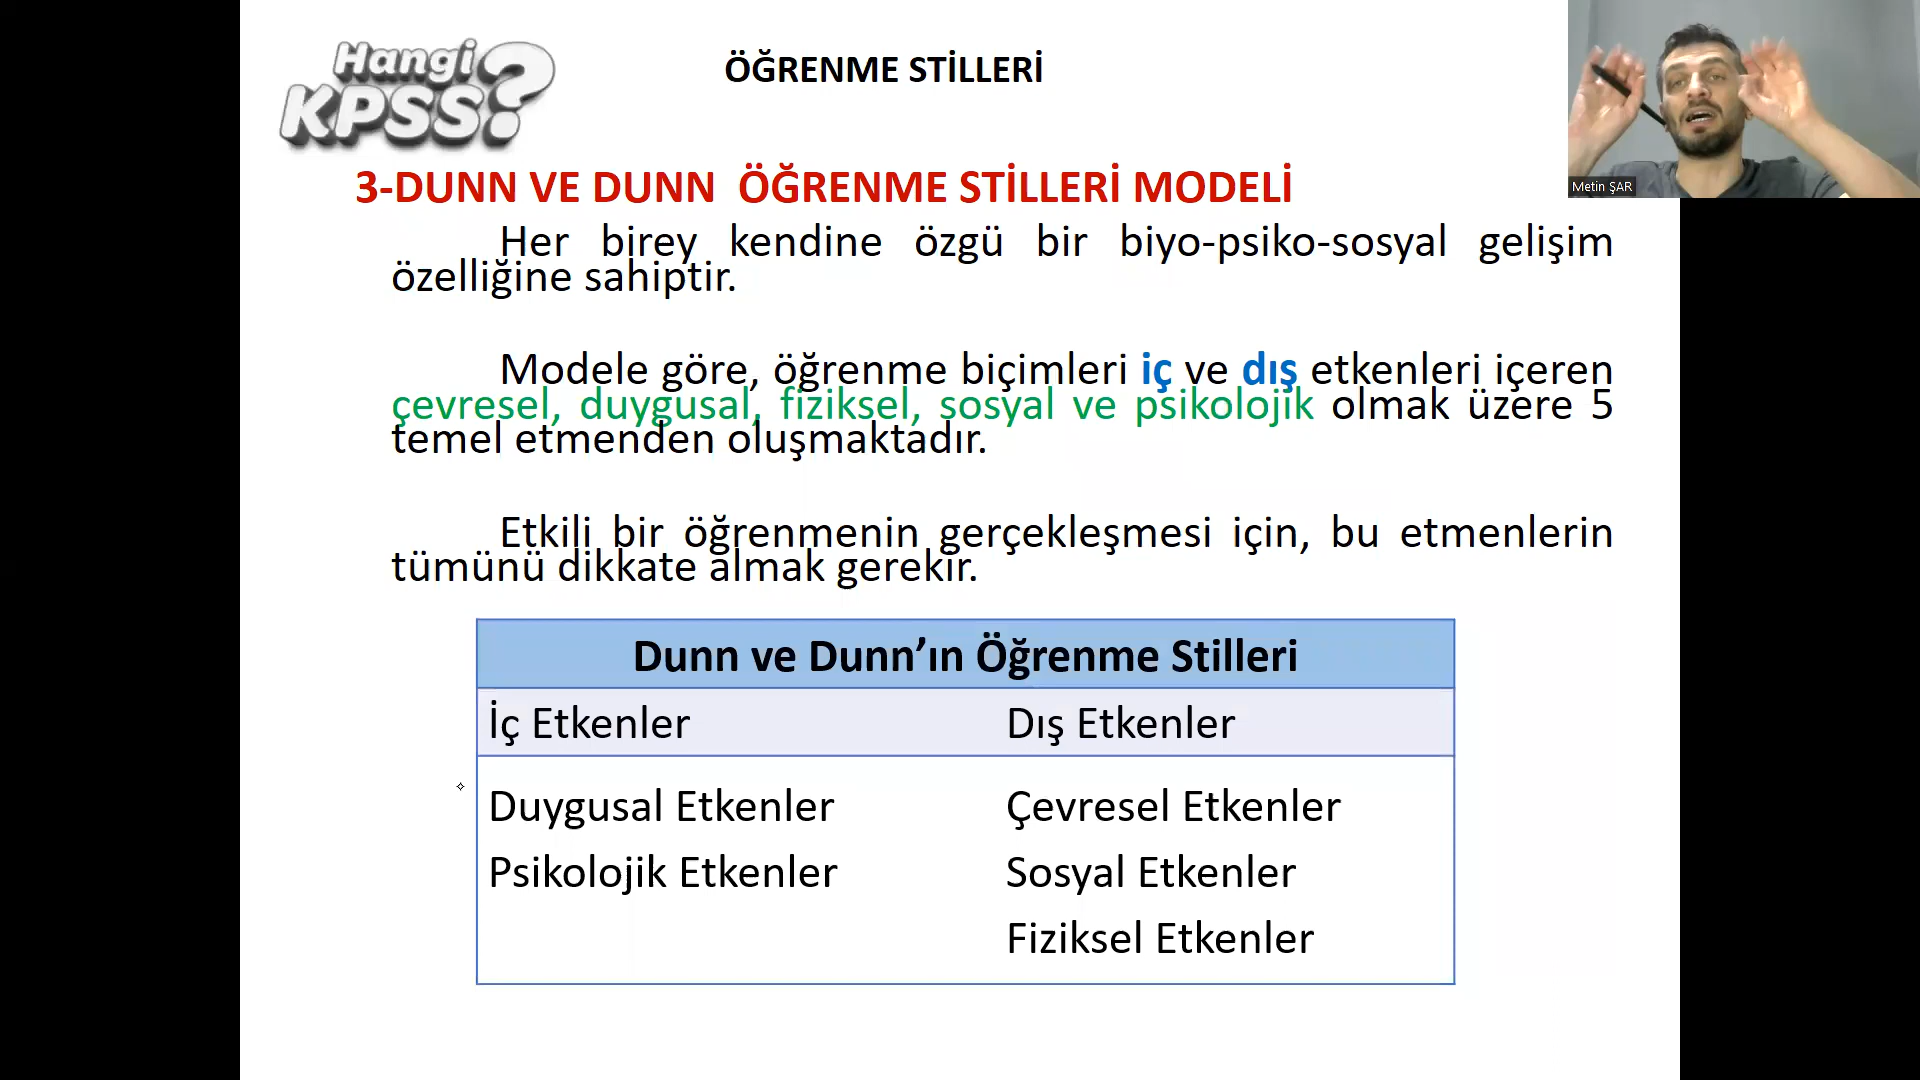 Hangi
KPSS?
ÖĞRENME STİLLERİ
Metin ŞAR
3-DUNN VE DUNN ÖĞRENME STİLLERİ MODELİ
Her birey kendine özgü bir biyo-psiko-sosyal gelişim
özelliğine sahiptir.
Modele göre, öğrenme biçimleri iç ve dış etkenleri içeren
çevresel, duygusal, fiziksel, sosyal ve psikolojik olmak üzere 5
temel etmenden oluşmaktadır.
Etkili bir öğrenmenin gerçekleşmesi için, bu etmenlerin
tümünü dikkate almak gerekir.
Dunn ve Dunn’ın Öğrenme Stilleri
İç Etkenler Dış Etkenler
Duygusal Etkenler Çevresel Etkenler
Psikolojik Etkenler Sosyal Etkenler
Fiziksel Etkenler